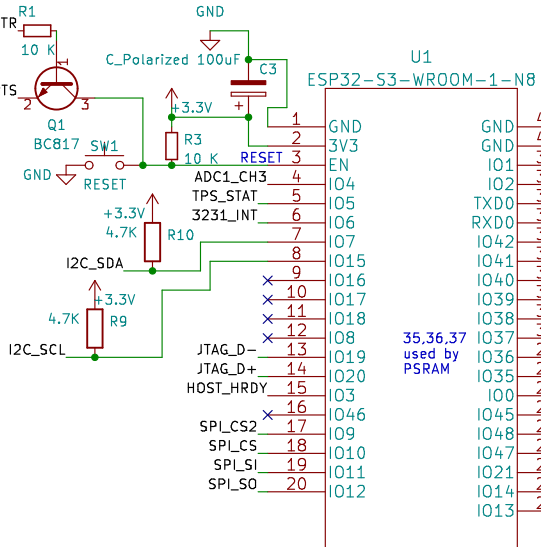 R1
TR
10 K
1
TS
2
3
Q1
BC817
GND
C_Polarized 100uF
C3
+
+3.3V
R3
10 K
SW1
GND
RESET
RESET
U1
ESP32-S3-WROOM-1-N8
1 GND GND
2 3V3 GND
3 EN IO1
ADC1_CH3 4 IO4 IO2
TPS_STAT 5 IO5 TXD0
3231_INT 6 IO6 RXD0
+3.3V
4.7K
R10
7 IO7 IO42
I2C_SDA 8 IO15 IO41
9 IO16 IO40
+3.3V
4.7K
R9
10 IO17 IO39
11 IO18 IO38
12 IO8 IO37
I2C_SCL
JTAG_D- 13 IO19 IO36
JTAG_D+ 14 IO20 IO35
HOST_HRDY 15 IO3 IO0
16 IO46 IO45
SPI_CS2 17 IO9 IO48
SPI_CS 18 IO10 IO47
SPI_SI 19 IO11 IO21
SPI_SO 20 IO12 IO14
IO13
35,36,37
used by
PSRAM